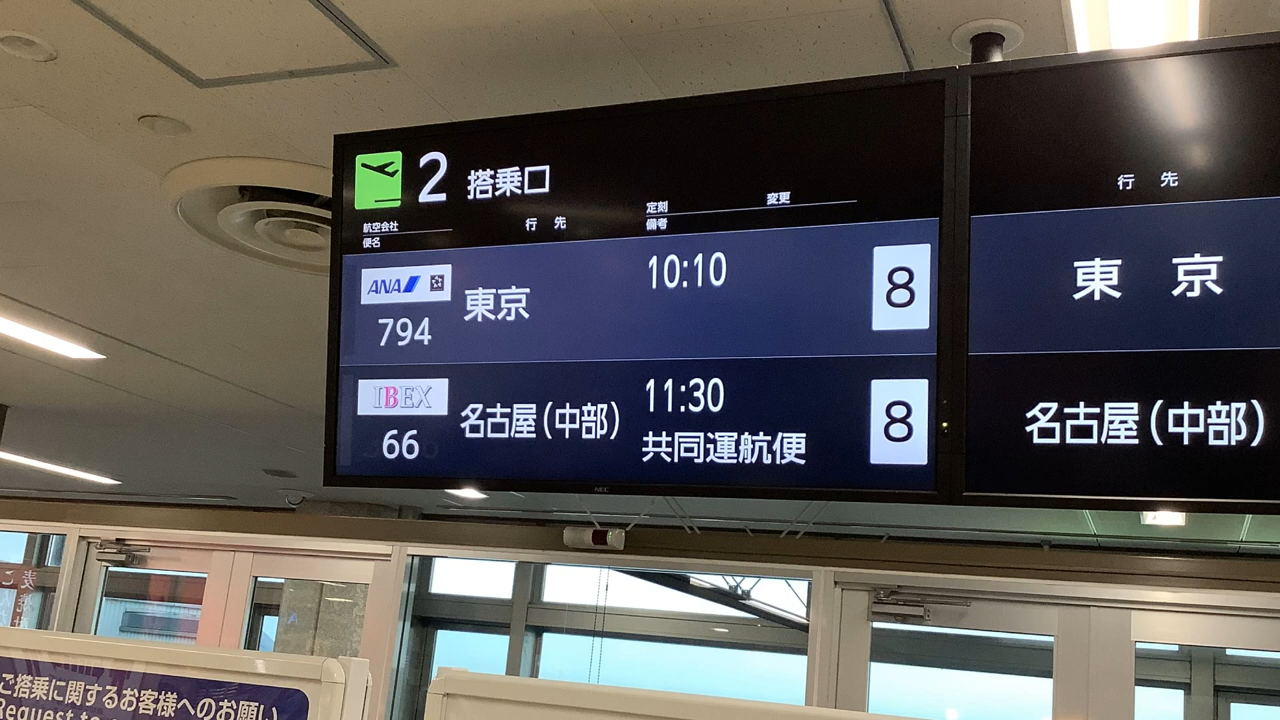 2 搭乗口
航空会社
便名
行先
定刻
備考
変更
ANA
794
東京
10:10
8
IBEX
66
名古屋(中部)
11:30
共同運航便
8
NEC
行先
東京
名古屋(中部)
ご搭乗に関するお客様へのお願い
Request to